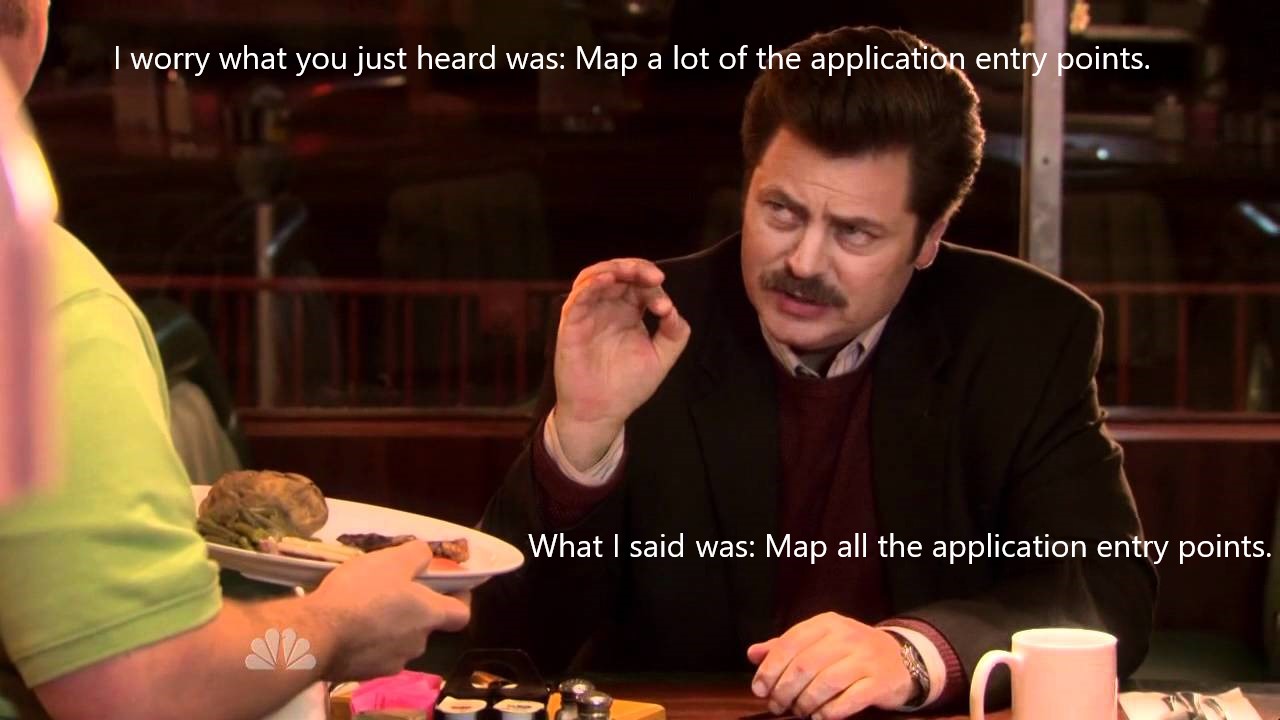 I worry what you just heard was: Map a lot of the application entry points.
What I said was: Map all the application entry points.